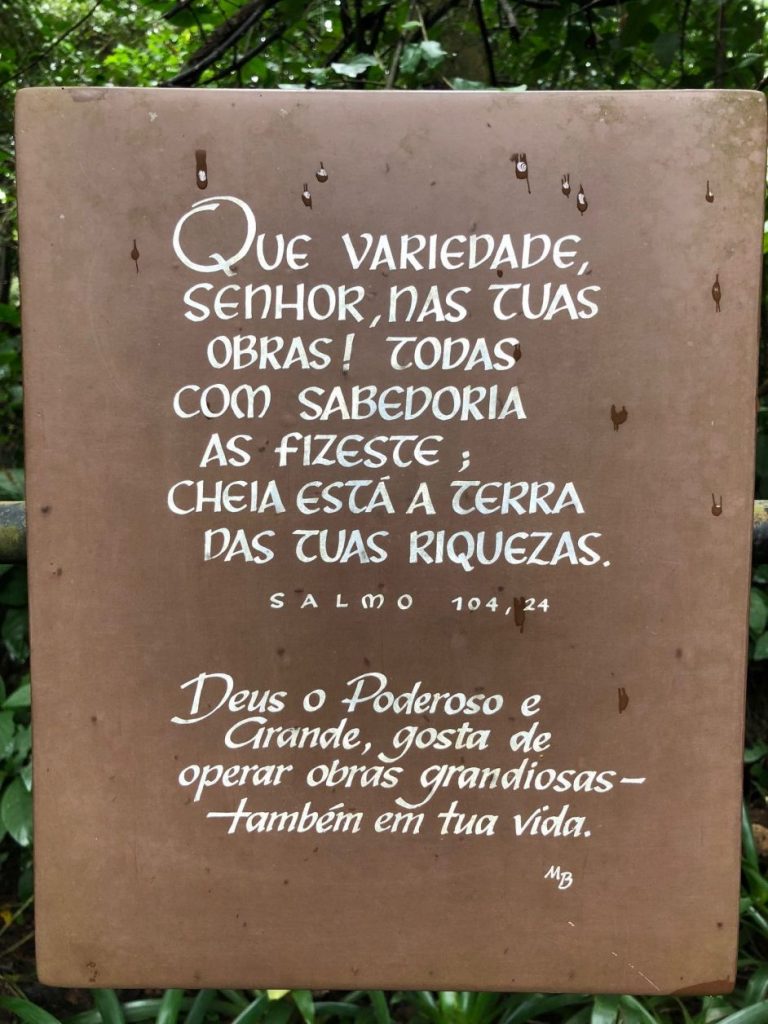 Que variedade,
Senhor, nas tuas
obras! Todas
com sabedoria
as fizeste;
cheia está a terra
das tuas riquezas.
SALMO 104,24
Deus o Poderoso e
Grande, gosta de
operar obras grandiosas –
também em tua vida.
MB